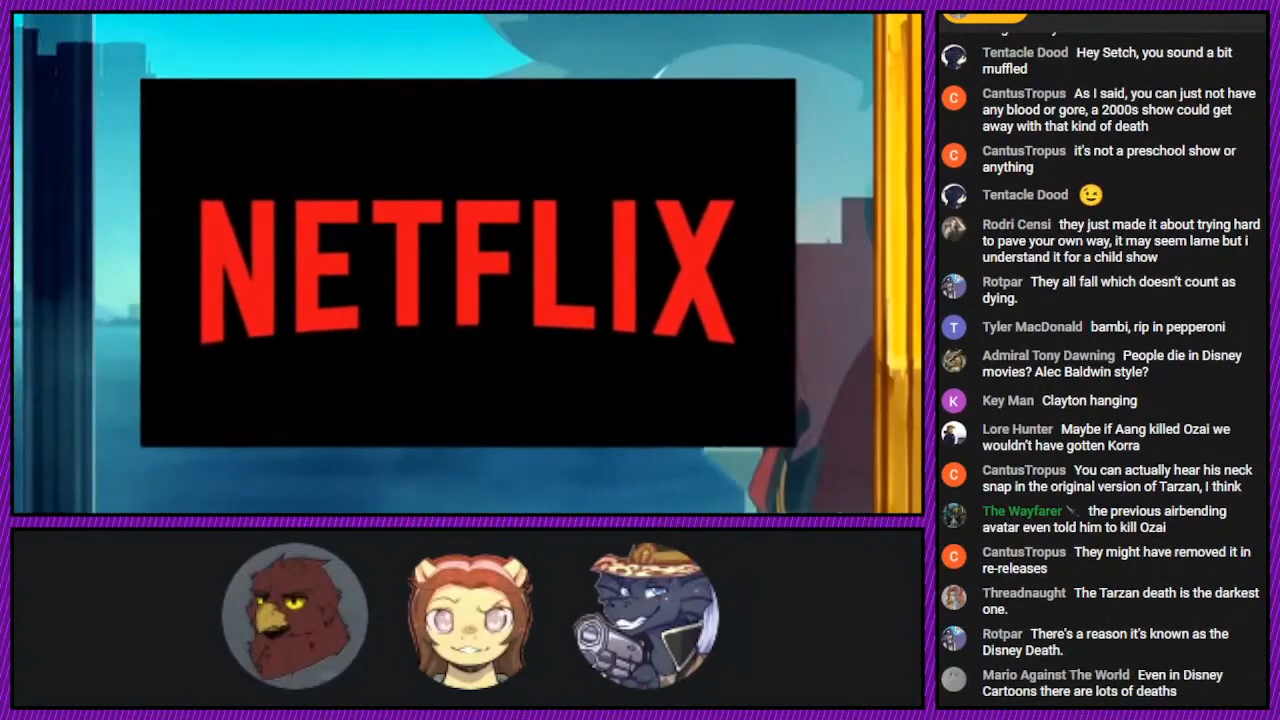 NETFLIX
Tentacle Dood Hey Setch, you sound a bit
muffled
C
CantusTropus As I said, you can just not have
any blood or gore, a 2000s show could get
away with that kind of death
C
CantusTropus it's not a preschool show or
anything
Tentacle Dood 😉
Rodri Censi they just made it about trying hard
to pave your own way, it may seem lame but i
understand it for a child show
Rotpar They all fall which doesn't count as
dying.
T
Tyler MacDonald bambi, rip in pepperoni
Admiral Tony Dawning People die in Disney
movies? Alec Baldwin style?
K
Key Man Clayton hanging
Lore Hunter Maybe if Aang killed Ozai we
wouldn't have gotten Korra
C
CantusTropus You can actually hear his neck
snap in the original version of Tarzan, I think
The Wayfarer the previous airbending
avatar even told him to kill Ozai
C
CantusTropus They might have removed it in
re-releases
Threadnaught The Tarzan death is the darkest
one.
Rotpar There's a reason it's known as the
Disney Death.
Mario Against The World Even in Disney
Cartoons there are lots of deaths